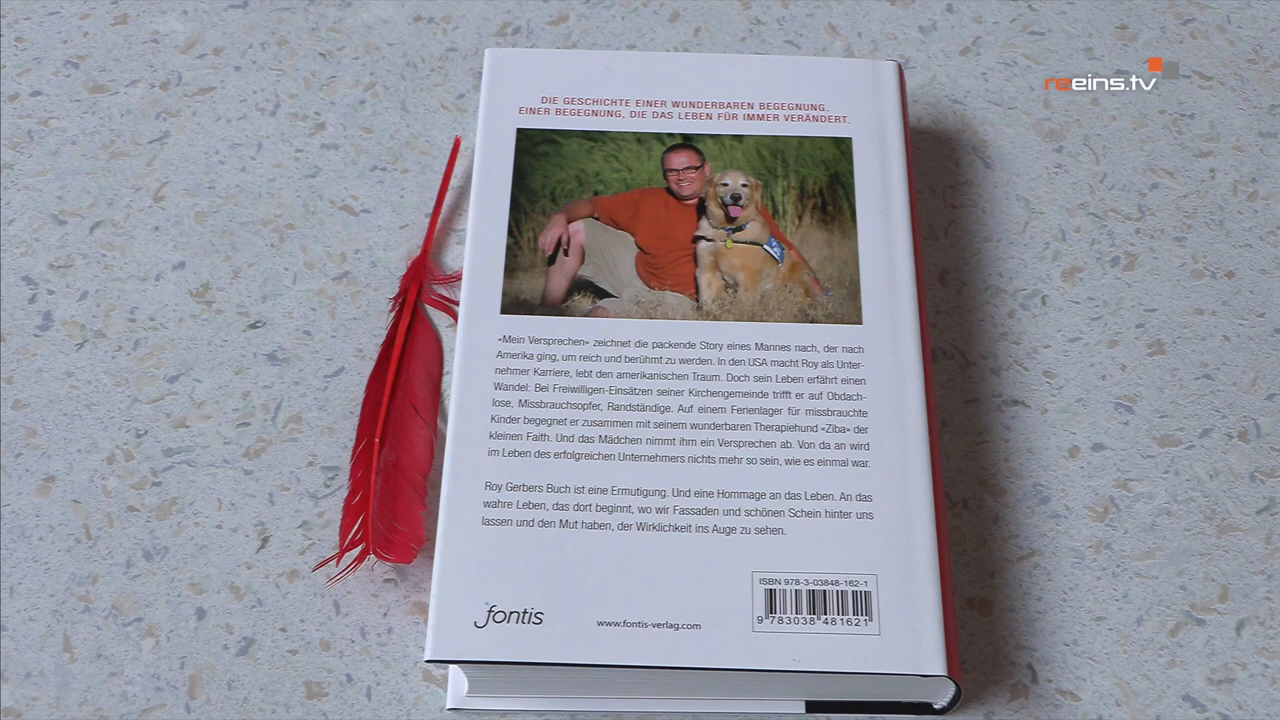 reeins.tv
DIE GESCHICHTE EINER WUNDERBAREN BEGEGNUNG.
EINER BEGEGNUNG, DIE DAS LEBEN FÜR IMMER VERÄNDERT.
«Mein Versprechen» zeichnet die packende Story eines Mannes nach, der nach
Amerika ging, um reich und berühmt zu werden. In den USA macht Roy als Unter-
nehmer Karriere, lebt den amerikanischen Traum. Doch sein Leben erfährt einen
Wandel: Bei Freiwilligen-Einsätzen seiner Kirchengemeinde trifft er auf Obdach-
lose, Missbrauchsopfer, Randständige. Auf einem Ferienlager für missbrauchte
Kinder begegnet er zusammen mit seinem wunderbaren Therapiehund «Ziba» der
kleinen Faith. Und das Mädchen nimmt ihm ein Versprechen ab. Von da an wird
im Leben des erfolgreichen Unternehmers nichts mehr so sein, wie es einmal war.
Roy Gerbers Buch ist eine Ermutigung. Und eine Hommage an das Leben. An das
wahre Leben, das dort beginnt, wo wir Fassaden und schönen Schein hinter uns
lassen und den Mut haben, der Wirklichkeit ins Auge zu sehen.
ISBN 978-3-03848-162-1
9 783038 481621
fontis
www.fontis-verlag.com